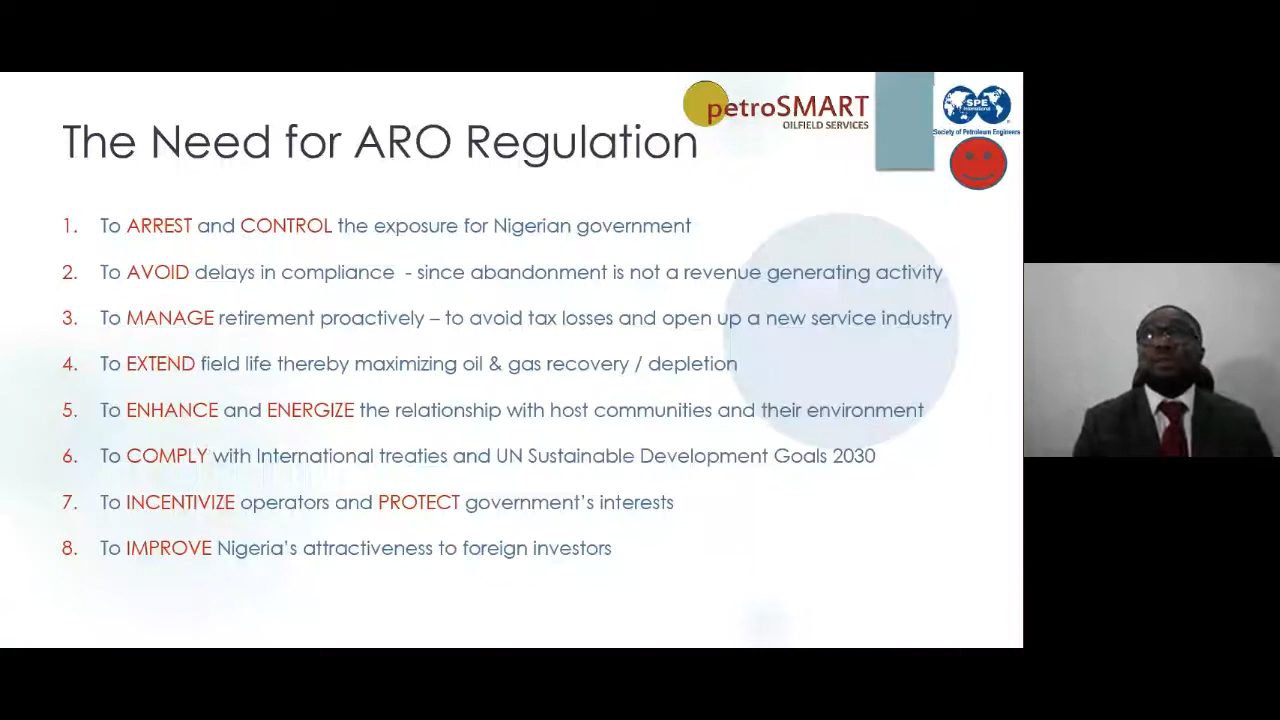 petroSMART
OILFIELD SERVICES
SPE
International
Society of Petroleum Engineers
The Need for ARO Regulation
1. To ARREST and CONTROL the exposure for Nigerian government
2. To AVOID delays in compliance - since abandonment is not a revenue generating activity
3. To MANAGE retirement proactively – to avoid tax losses and open up a new service industry
4. To EXTEND field life thereby maximizing oil & gas recovery / depletion
5. To ENHANCE and ENERGIZE the relationship with host communities and their environment
6. To COMPLY with International treaties and UN Sustainable Development Goals 2030
7. To INCENTIVIZE operators and PROTECT government’s interests
8. To IMPROVE Nigeria’s attractiveness to foreign investors